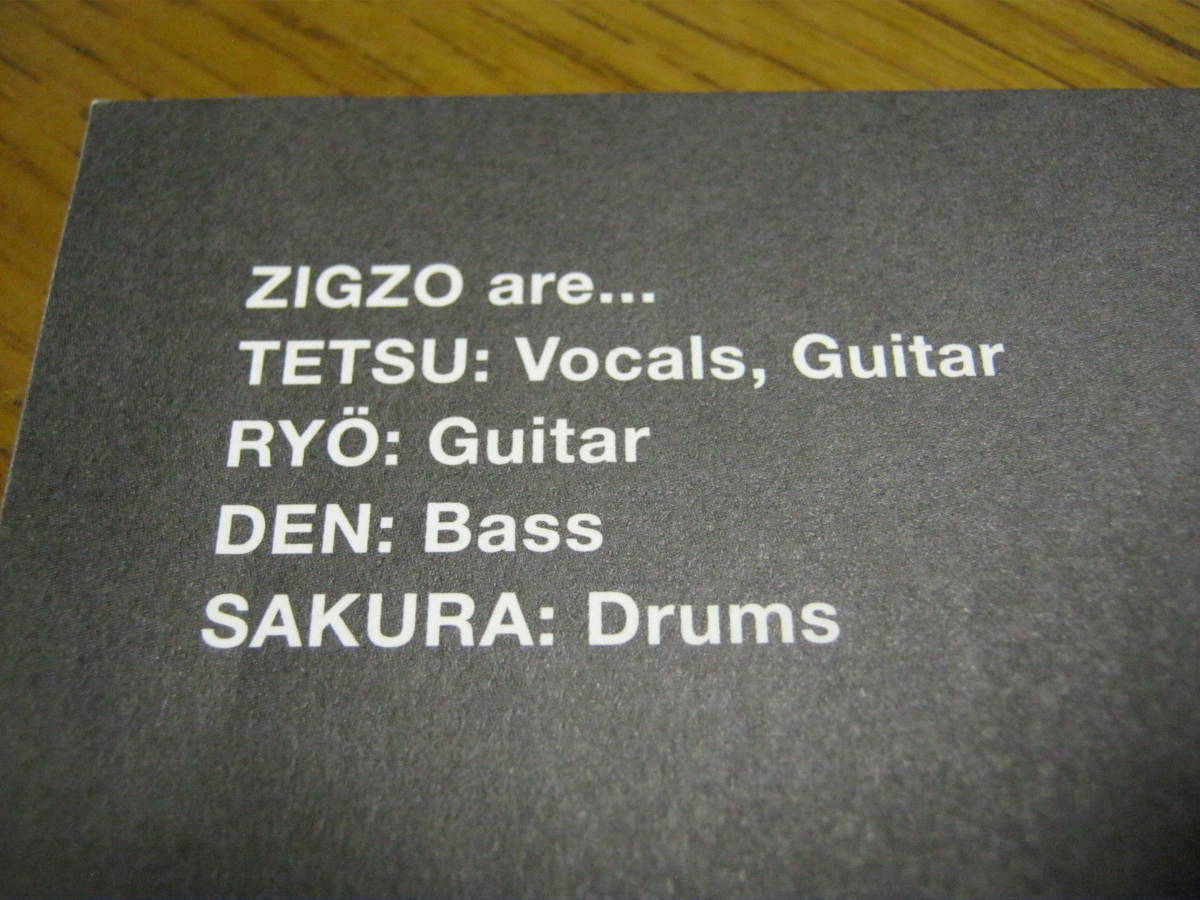 ZIGZO are...
TETSU: Vocals, Guitar
RYÖ: Guitar
DEN: Bass
SAKURA: Drums